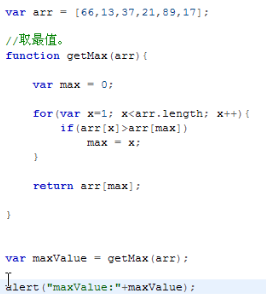 var arr = [66,13,37,21,89,17];
//取最值。
function getMax(arr){
var max = 0;
for(var x=1; x<arr.length; x++){
if(arr[x]>arr[max])
max = x;
}
return arr[max];
}
var maxValue = getMax(arr);
alert("maxValue:"+maxValue);